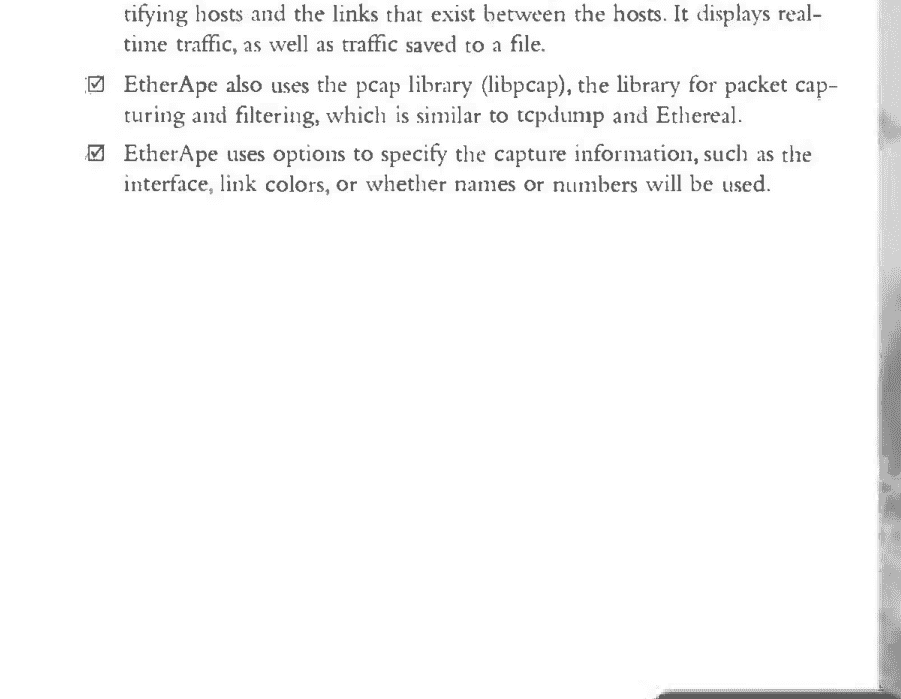 tifying hosts and the links that exist between the hosts. It displays real-
time traffic, as well as traffic saved to a file.
☑ EtherApe also uses the pcap library (libpcap), the library for packet cap-
turing and filtering, which is similar to tcpdump and Ethereal.
☑ EtherApe uses options to specify the capture information, such as the
interface, link colors, or whether names or numbers will be used.